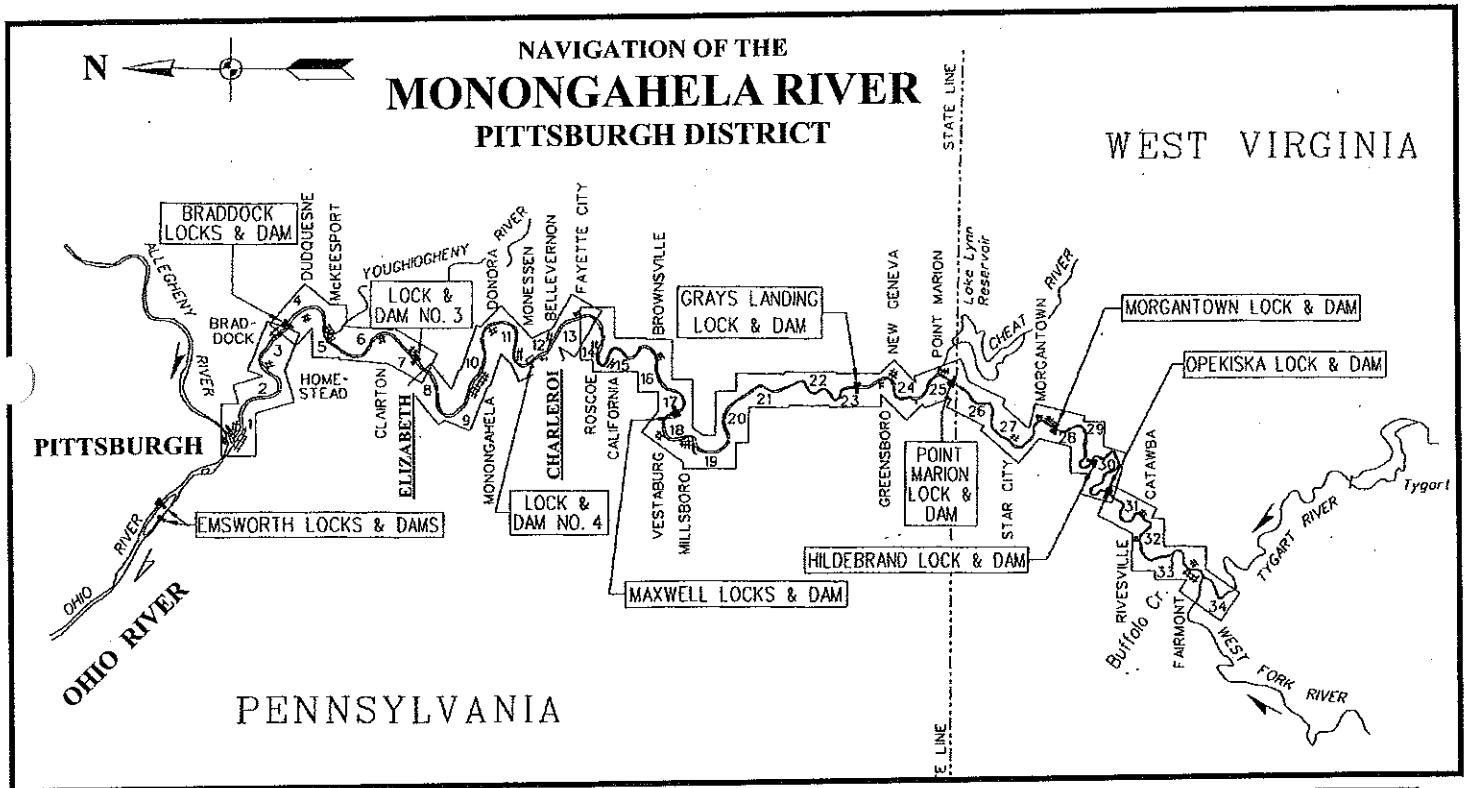 N
NAVIGATION OF THE
MONONGAHELA RIVER
PITTSBURGH DISTRICT
STATE LINE
WEST VIRGINIA
ALLEGHENY
RIVER
BRADDOCK
LOCKS & DAM
DUDQUESNE
McKEESPORT
YOUGHIOGHENY
RIVER
LOCK &
DAM NO. 3
DONORA
MONESSEN
BELLEVERNON
FAYETTE CITY
BROWNSVILLE
GRAYS LANDING
LOCK & DAM
NEW GENEVA
POINT MARION
Lake Lynn
Reservoir
CHEAT
RIVER
MORGANTOWN
MORGANTOWN LOCK & DAM
OPEKISKA LOCK & DAM
BRAD-
DOCK
HOME-
STEAD
PITTSBURGH
1
2
3
4
5
6
7
8
9
10
11
12
13
14
15
16
17
18
19
20
21
22
23
24
25
26
27
28
29
30
31
32
33
34
CLAIRTON
ELIZABETH
MONONGAHELA
CHARLEROI
ROSCOE
CALIFORNIA
VESTABURG
MILLSBORO
GREENSBORO
POINT
MARION
LOCK &
DAM
STAR CITY
CATAWBA
LOCK &
DAM NO. 4
EMSWORTH LOCKS & DAMS
MAXWELL LOCKS & DAM
HILDEBRAND LOCK & DAM
RIVESVILLE
Buffalo Cr.
FAIRMONT
TYGART RIVER
Tygart
WEST
FORK
RIVER
OHIO
RIVER
OHIO RIVER
PENNSYLVANIA
TE LINE